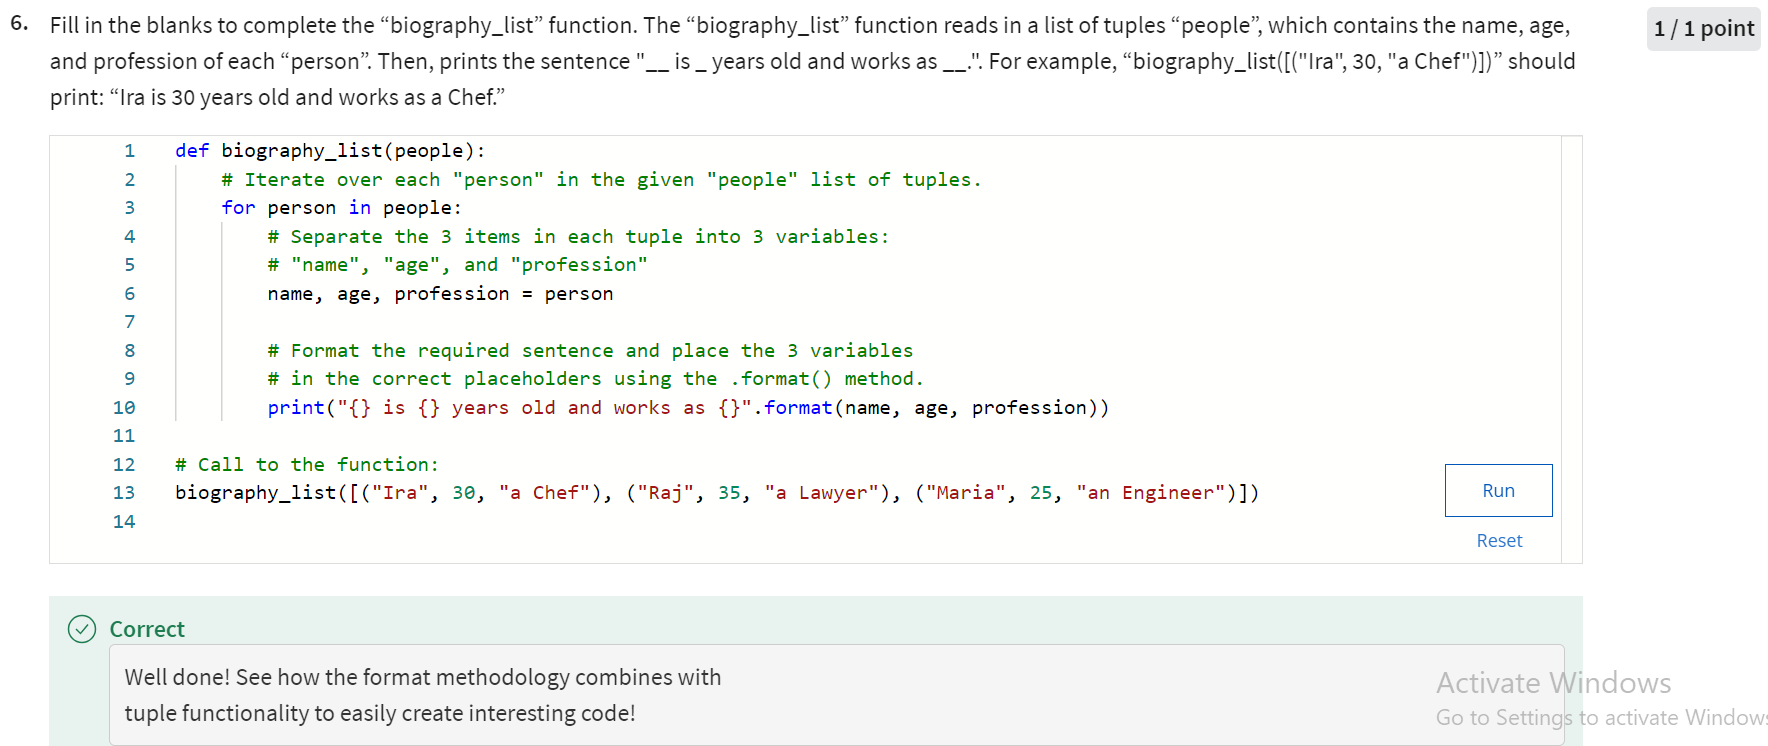 6. Fill in the blanks to complete the “biography_list” function. The “biography_list” function reads in a list of tuples “people”, which contains the name, age,
and profession of each “person”. Then, prints the sentence "__ is _ years old and works as __.". For example, “biography_list([("Ira", 30, "a Chef")])” should
print: “Ira is 30 years old and works as a Chef.”
1 / 1 point
1 def biography_list(people):
2 # Iterate over each "person" in the given "people" list of tuples.
3 for person in people:
4 # Separate the 3 items in each tuple into 3 variables:
5 # "name", "age", and "profession"
6 name, age, profession = person
7
8 # Format the required sentence and place the 3 variables
9 # in the correct placeholders using the .format() method.
10 print("{} is {} years old and works as {}".format(name, age, profession))
11
12 # Call to the function:
13 biography_list([("Ira", 30, "a Chef"), ("Raj", 35, "a Lawyer"), ("Maria", 25, "an Engineer")])
14
Run
Reset
Correct
Well done! See how the format methodology combines with
tuple functionality to easily create interesting code!
Activate Windows
Go to Settings to activate Windows